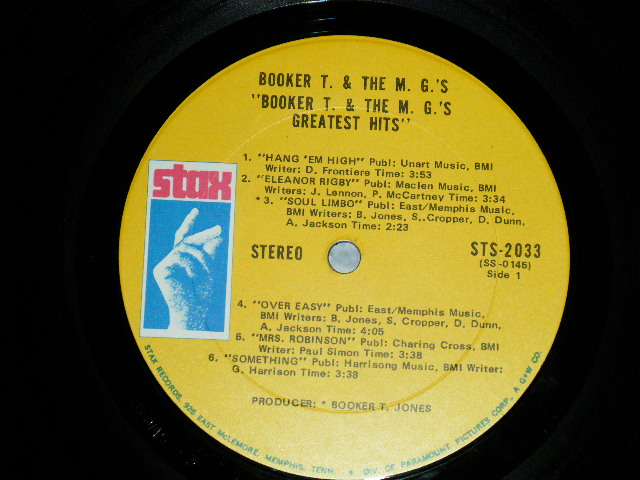 BOOKER T. & THE M. G.'S
"BOOKER T. & THE M. G.'S
GREATEST HITS"
1. "HANG 'EM HIGH" Publ: Unart Music, BMI
Writer: D. Frontiere Time: 3:53
2. "ELEANOR RIGBY" Publ: Maclen Music, BMI
Writers: J. Lennon, P. McCartney Time: 3:34
* 3. "SOUL LIMBO" Publ: East/Memphis Music,
BMI Writers: B. Jones, S,. Cropper, D. Dunn,
A. Jackson Time: 2:23
stax
STEREO
STS-2033
(SS-0145)
Side 1
4. "OVER EASY" Publ: East/Memphis Music,
BMI Writers: B. Jones, S, Cropper, D, Dunn,
A. Jackson Time: 4:05
5. "MRS. ROBINSON" Publ: Charing Cross, BMI
Writer: Paul Simon Time: 3:38
6. "SOMETHING" Publ: Harrisong Music, BMI Writer:
G. Harrison Time: 3:38
PRODUCER: * BOOKER T. JONES
STAX RECORDS, 926 EAST McLEMORE, MEMPHIS, TENN. • DIV. OF PARAMOUNT PICTURES CORP. A G+W CO.